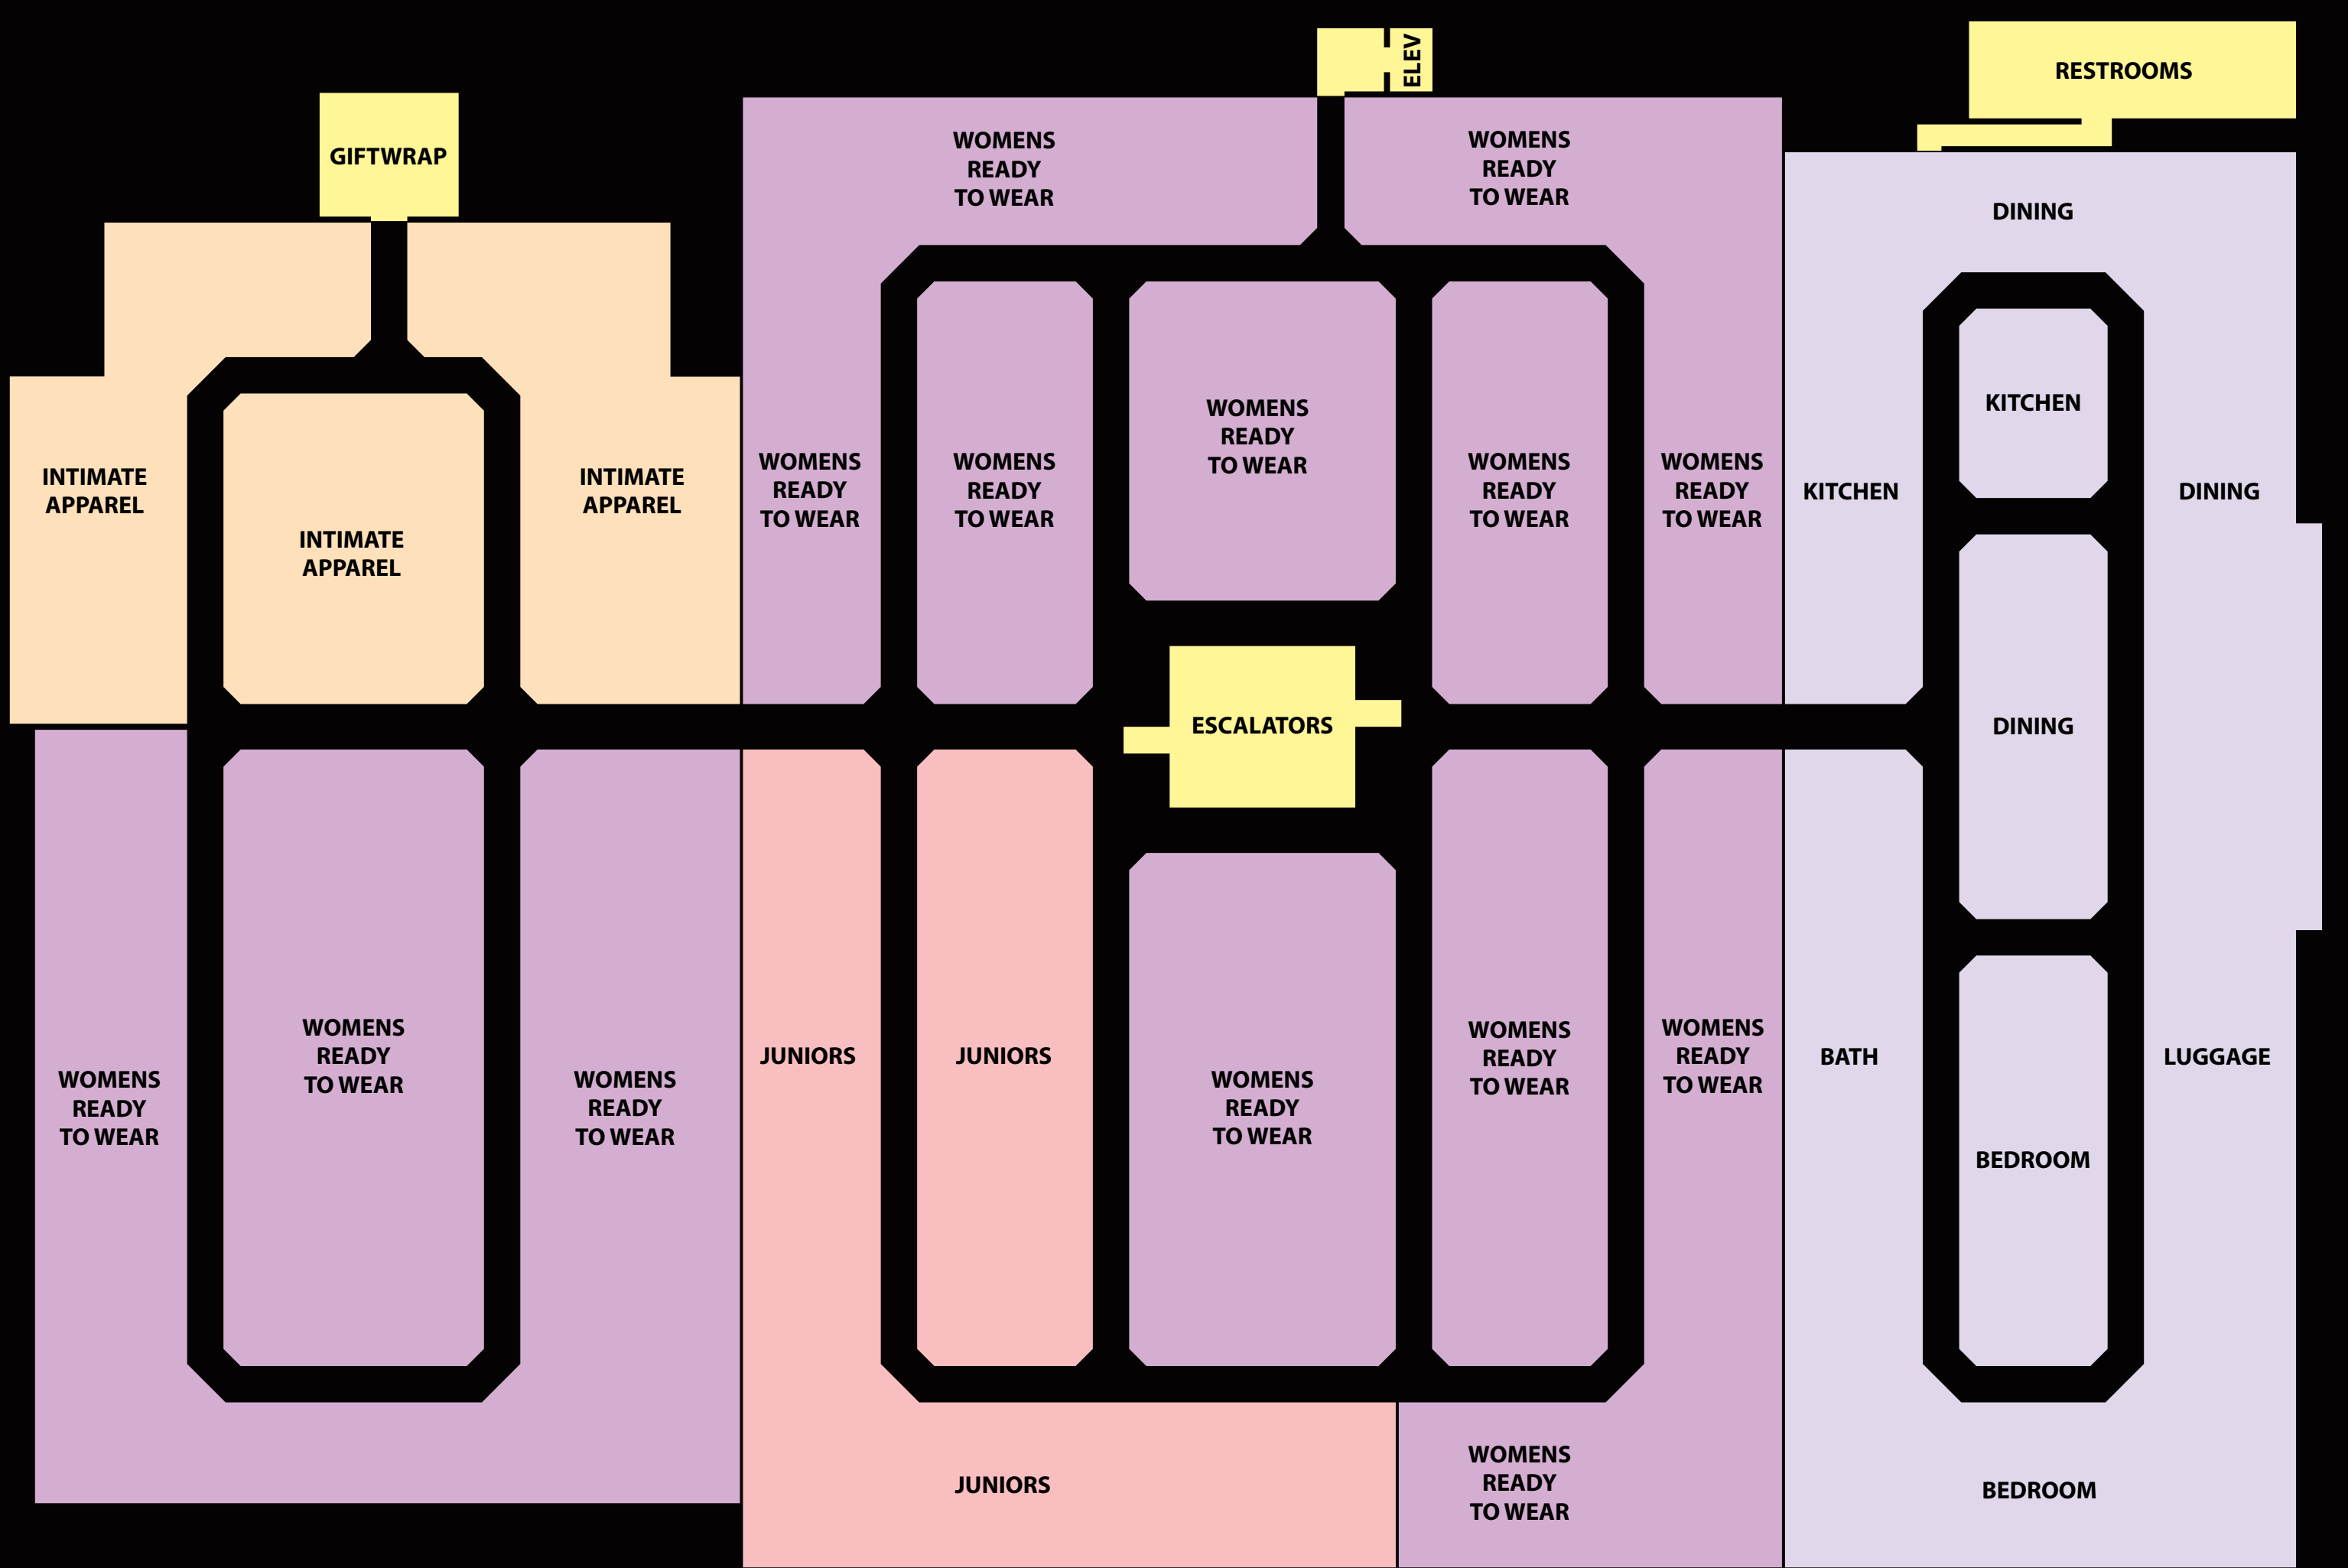 ELEV
RESTROOMS
GIFTWRAP
WOMENS
READY
TO WEAR
WOMENS
READY
TO WEAR
DINING
INTIMATE
APPAREL
INTIMATE
APPAREL
INTIMATE
APPAREL
WOMENS
READY
TO WEAR
WOMENS
READY
TO WEAR
WOMENS
READY
TO WEAR
WOMENS
READY
TO WEAR
WOMENS
READY
TO WEAR
KITCHEN
KITCHEN
DINING
ESCALATORS
DINING
WOMENS
READY
TO WEAR
WOMENS
READY
TO WEAR
WOMENS
READY
TO WEAR
JUNIORS
JUNIORS
WOMENS
READY
TO WEAR
WOMENS
READY
TO WEAR
WOMENS
READY
TO WEAR
BATH
BEDROOM
LUGGAGE
JUNIORS
WOMENS
READY
TO WEAR
BEDROOM